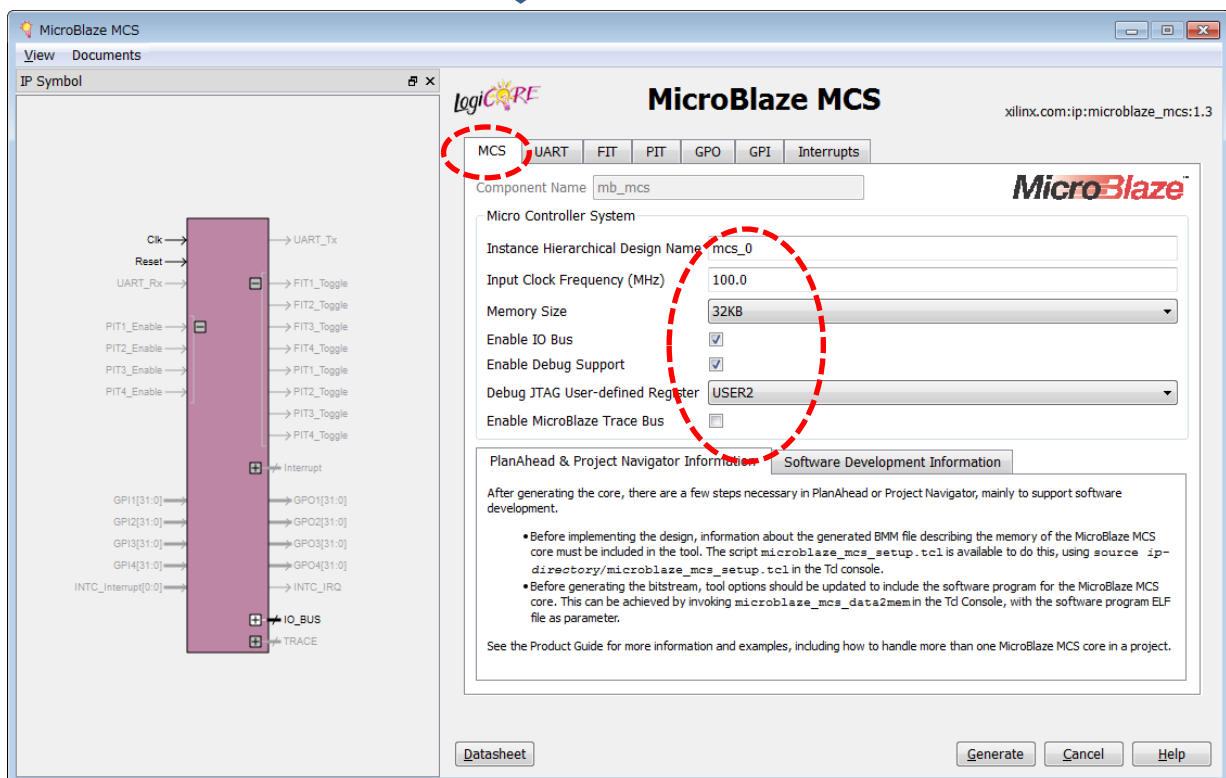 MicroBlaze MCS
View Documents
IP Symbol
Clk
Reset
UART_Rx
PIT1_Enable
PIT2_Enable
PIT3_Enable
PIT4_Enable
GPI1[31:0]
GPI2[31:0]
GPI3[31:0]
GPI4[31:0]
INTC_Interrupt[0:0]
UART_Tx
FIT1_Toggle
FIT2_Toggle
FIT3_Toggle
FIT4_Toggle
PIT1_Toggle
PIT2_Toggle
PIT3_Toggle
PIT4_Toggle
Interrupt
GPO1[31:0]
GPO2[31:0]
GPO3[31:0]
GPO4[31:0]
INTC_IRQ
IO_BUS
TRACE
LogiCORE
MicroBlaze MCS
xilinx.com:ip:microblaze_mcs:1.3
MCS UART FIT PIT GPO GPI Interrupts
Component Name mb_mcs
MicroBlaze
Micro Controller System
Instance Hierarchical Design Name mcs_0
Input Clock Frequency (MHz) 100.0
Memory Size 32KB
Enable IO Bus
Enable Debug Support
Debug JTAG User-defined Register USER2
Enable MicroBlaze Trace Bus
PlanAhead & Project Navigator Information Software Development Information
After generating the core, there are a few steps necessary in PlanAhead or Project Navigator, mainly to support software
development.
• Before implementing the design, information about the generated BMM file describing the memory of the MicroBlaze MCS
core must be included in the tool. The script microblaze_mcs_setup.tcl is available to do this, using source ip-
directory/microblaze_mcs_setup.tcl in the Tcl console.
• Before generating the bitstream, tool options should be updated to include the software program for the MicroBlaze MCS
core. This can be achieved by invoking microblaze_mcs_data2mem in the Tcl Console, with the software program ELF
file as parameter.
See the Product Guide for more information and examples, including how to handle more than one MicroBlaze MCS core in a project.
Datasheet
Generate Cancel Help